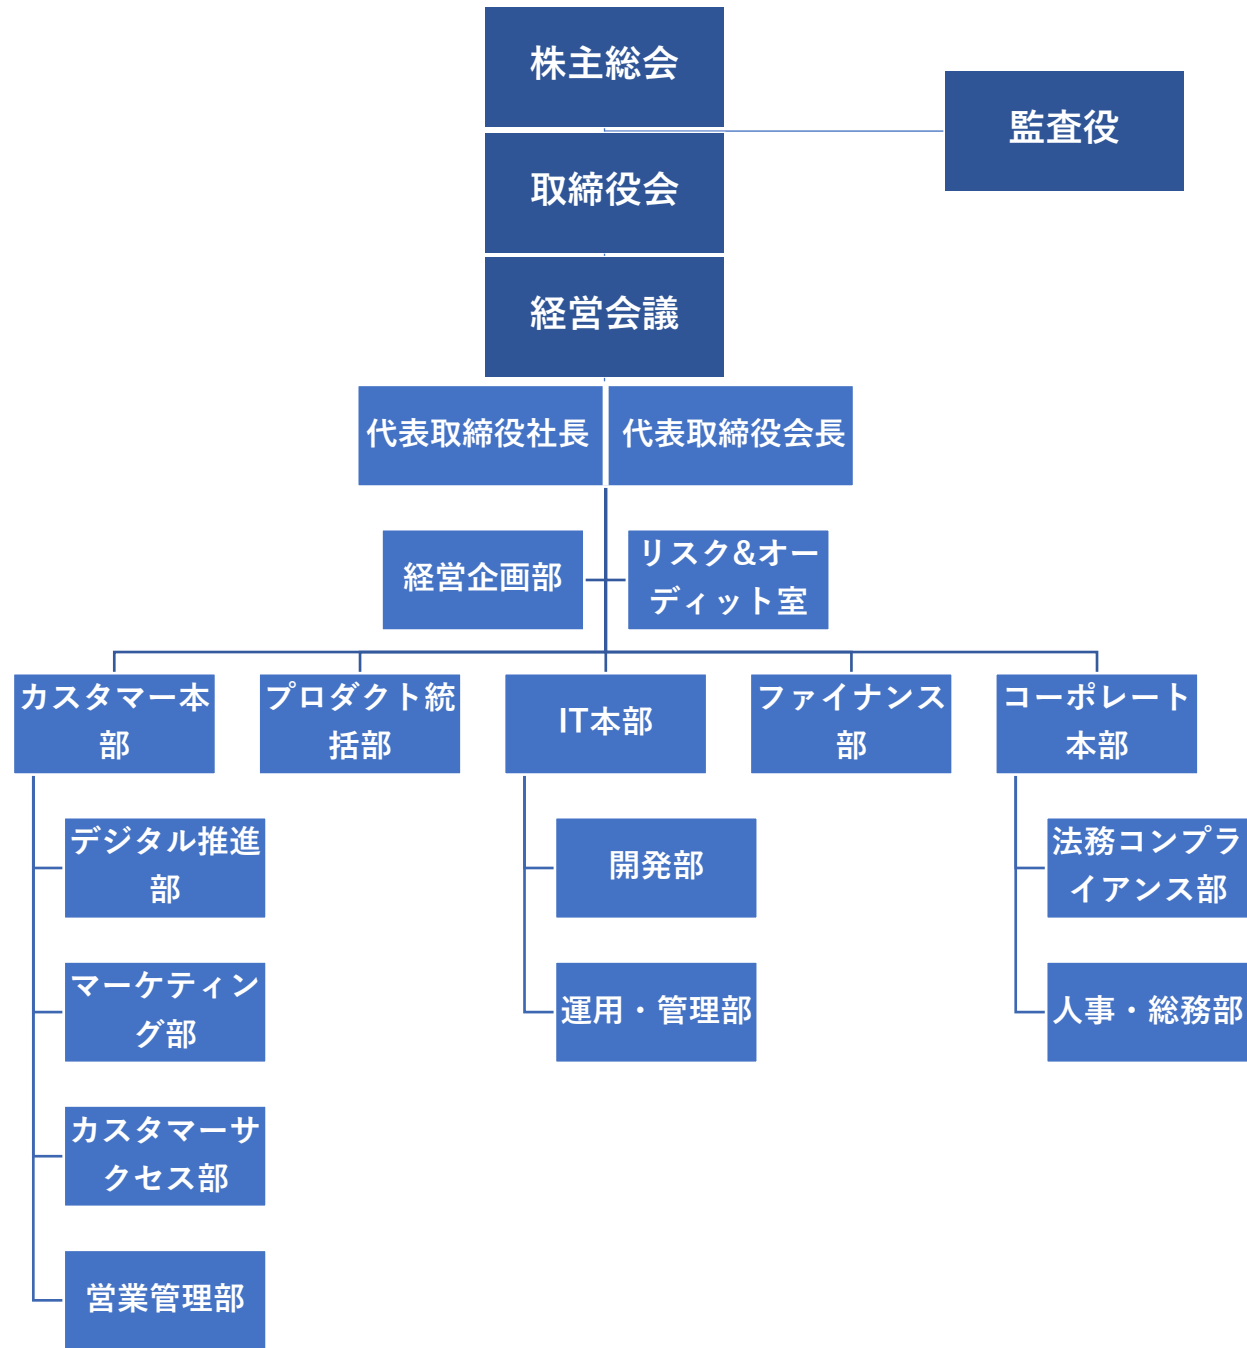 株主総会
監査役
取締役会
経営会議
代表取締役社長
代表取締役会長
経営企画部
リスク&オー
ディット室
カスタマー本
部
プロダクト統
括部
IT本部
ファイナンス
部
コーポレート
本部
デジタル推進
部
マーケティン
グ部
カスタマーサ
クセス部
営業管理部
開発部
運用・管理部
法務コンプラ
イアンス部
人事・総務部